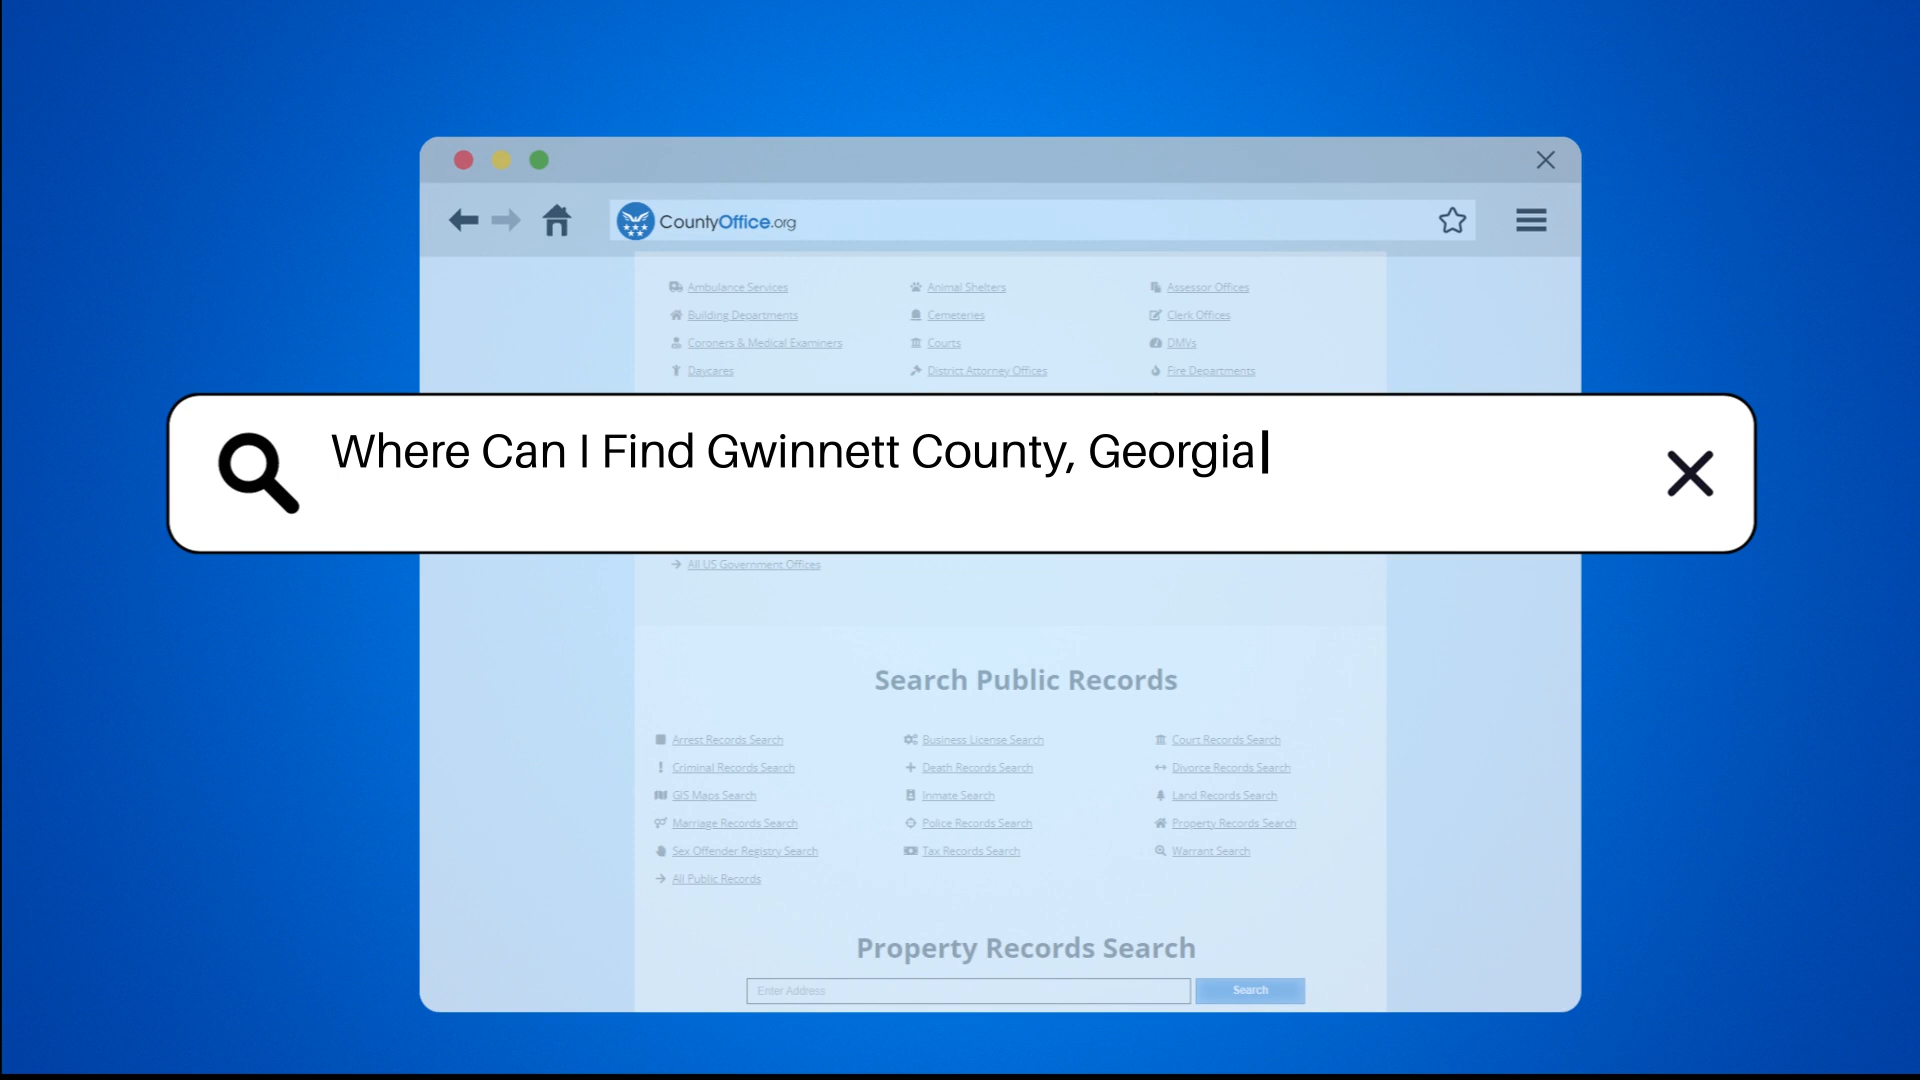 CountyOffice.org
Ambulance Services Animal Shelters Assessor Offices
Building Departments Cemeteries Clerk Offices
Coroners & Medical Examiners Courts DMVs
Daycares District Attorney Offices Fire Departments
Where Can I Find Gwinnett County, Georgia
All US Government Offices
Search Public Records
Arrest Records Search Business License Search Court Records Search
Criminal Records Search Death Records Search Divorce Records Search
GIS Maps Search Inmate Search Land Records Search
Marriage Records Search Police Records Search Property Records Search
Sex Offender Registry Search Tax Records Search Warrant Search
All Public Records
Property Records Search
Enter Address Search